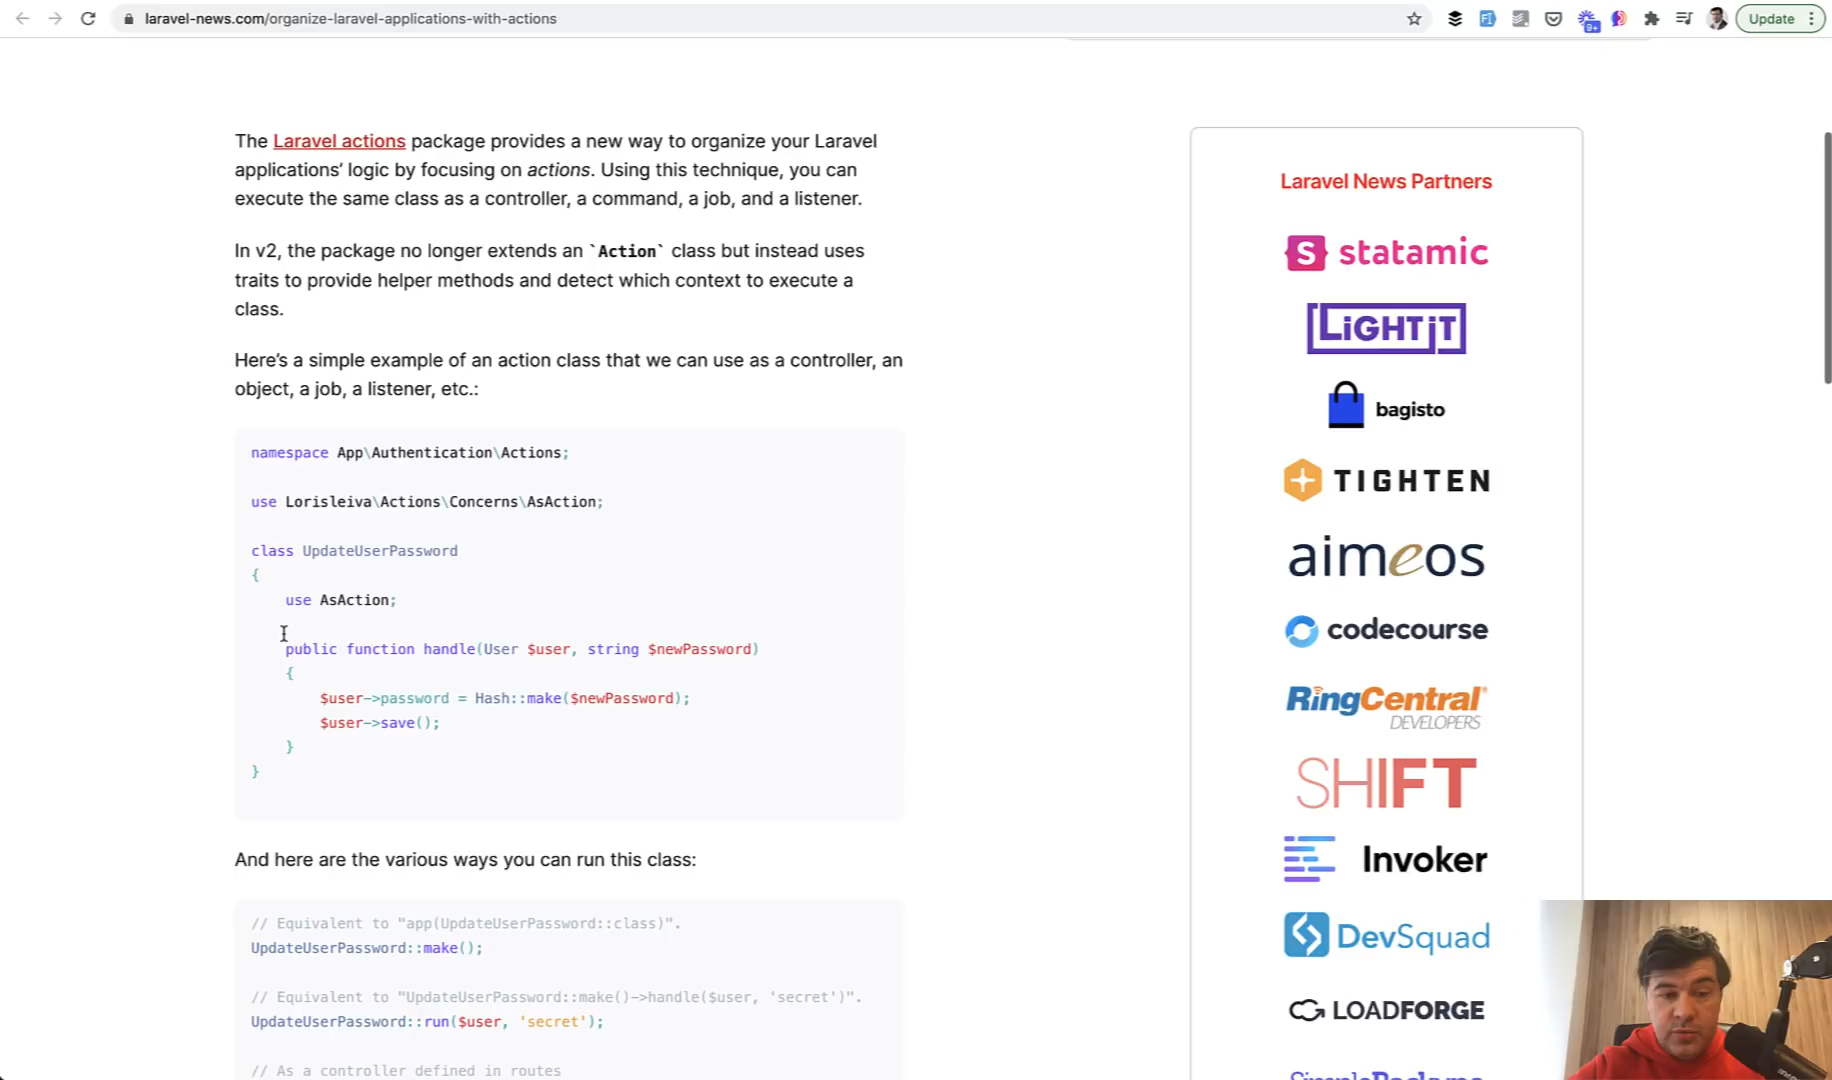 laravel-news.com/organize-laravel-applications-with-actions
9+
Update
The Laravel actions package provides a new way to organize your Laravel
applications’ logic by focusing on actions. Using this technique, you can
execute the same class as a controller, a command, a job, and a listener.
In v2, the package no longer extends an `Action` class but instead uses
traits to provide helper methods and detect which context to execute a
class.
Here’s a simple example of an action class that we can use as a controller, an
object, a job, a listener, etc.:
namespace App\Authentication\Actions;
use Lorisleiva\Actions\Concerns\AsAction;
class UpdateUserPassword
{
use AsAction;
public function handle(User $user, string $newPassword)
{
$user->password = Hash::make($newPassword);
$user->save();
}
}
And here are the various ways you can run this class:
// Equivalent to "app(UpdateUserPassword::class)".
UpdateUserPassword::make();
// Equivalent to "UpdateUserPassword::make()->handle($user, 'secret')".
UpdateUserPassword::run($user, 'secret');
// As a controller defined in routes
Laravel News Partners
S statamic
LiGHT iT
bagisto
TIGHTEN
aimeos
codecourse
RingCentral®
DEVELOPERS
SHIFT
Invoker
DevSquad
LOADFORGE